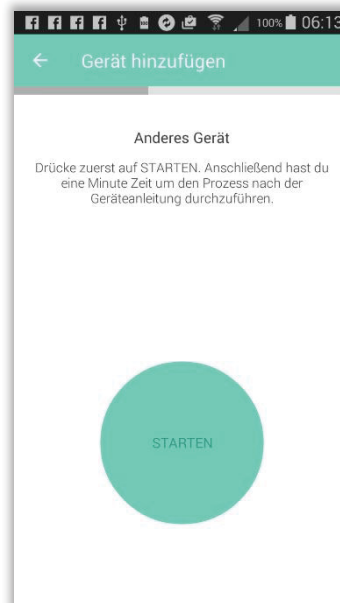 100% 06:13
Gerät hinzufügen
Anderes Gerät
Drücke zuerst auf STARTEN. Anschließend hast du
eine Minute Zeit um den Prozess nach der
Geräteanleitung durchzuführen.
STARTEN